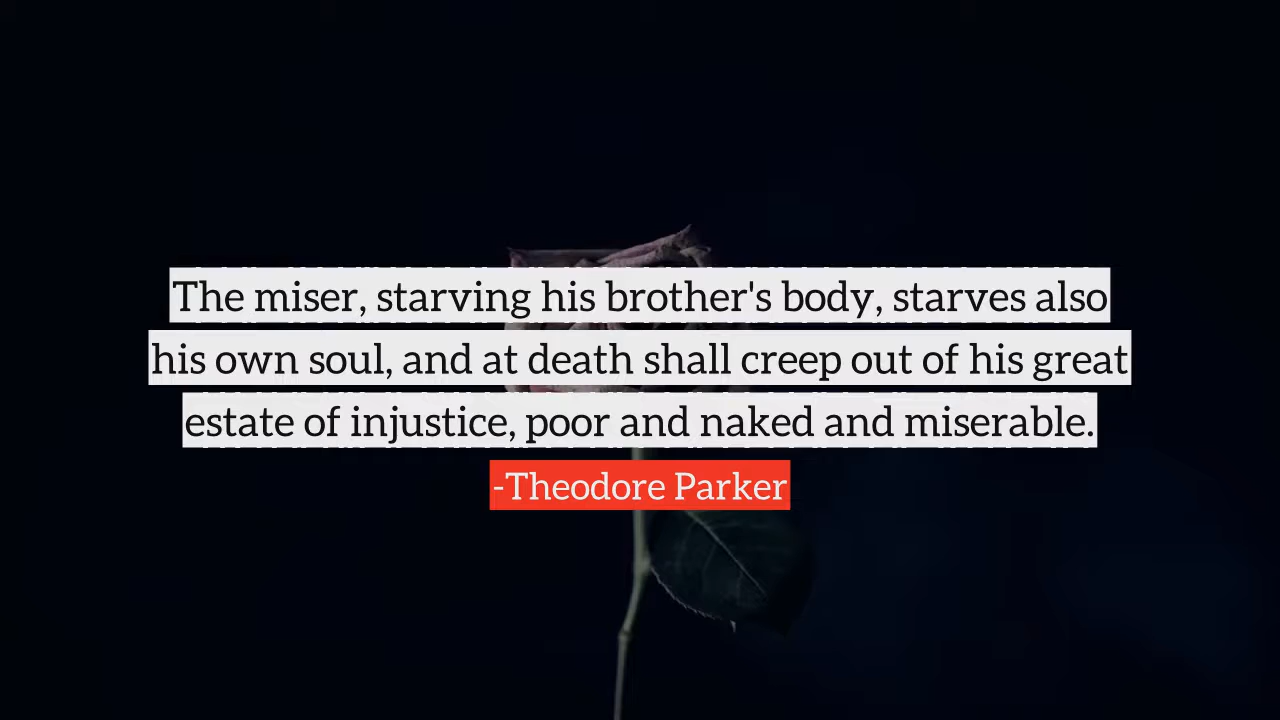 The miser, starving his brother's body, starves also
his own soul, and at death shall creep out of his great
estate of injustice, poor and naked and miserable.
-Theodore Parker